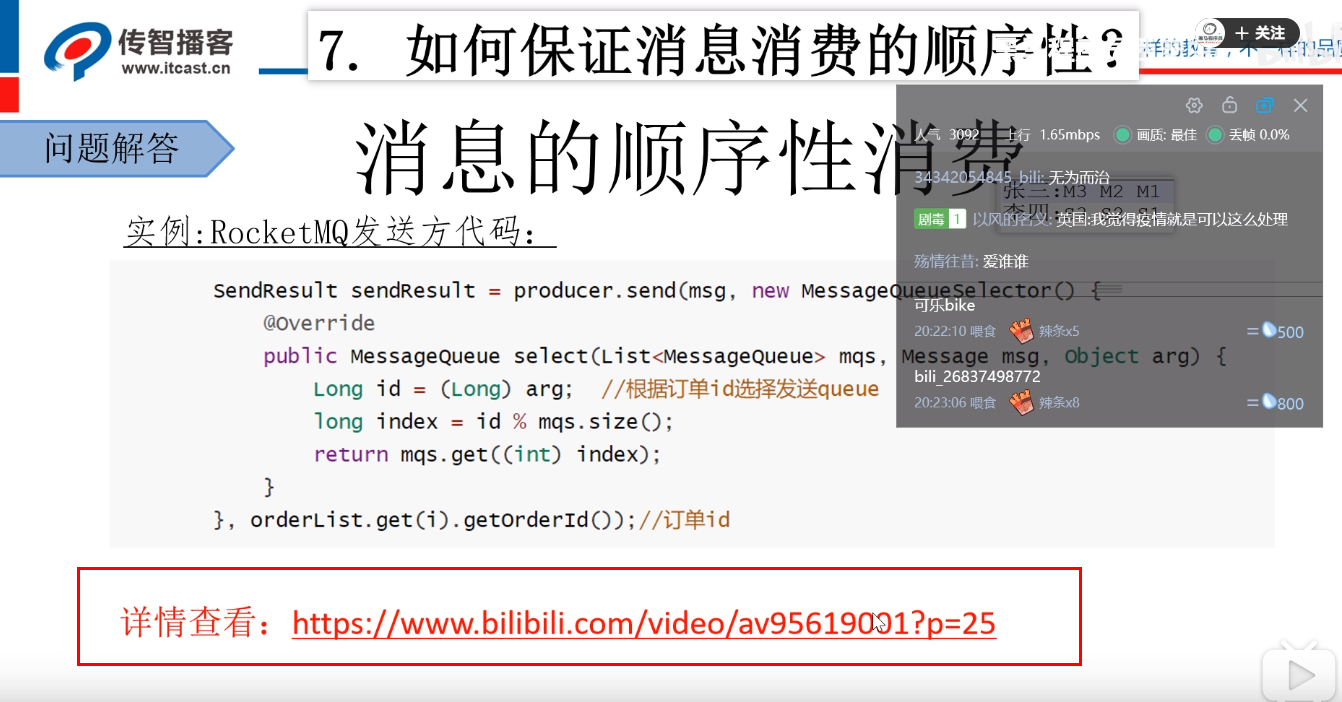 传智播客
www.itcast.cn
7. 如何保证消息消费的顺序性?
+ 关注
问题解答
消息的顺序性消费
人气 3092 上行 1.65mbps 画质: 最佳 丢帧 0.0%
34342054845_bili: 无为而治
张三:M3 M2 M1
剧毒 1 以风的名义: 英国:我觉得疫情就是可以这么处理
殇情往昔: 爱谁谁
可乐bike
20:22:10 喂食 辣条x5 =500
bili_26837498772
20:23:06 喂食 辣条x8 =800
实例:RocketMQ发送方代码:
SendResult sendResult = producer.send(msg, new MessageQueueSelector() {
@Override
public MessageQueue select(List<MessageQueue> mqs, Message msg, Object arg) {
Long id = (Long) arg; //根据订单id选择发送queue
long index = id % mqs.size();
return mqs.get((int) index);
}
}, orderList.get(i).getOrderId());//订单id
详情查看: https://www.bilibili.com/video/av95619001?p=25